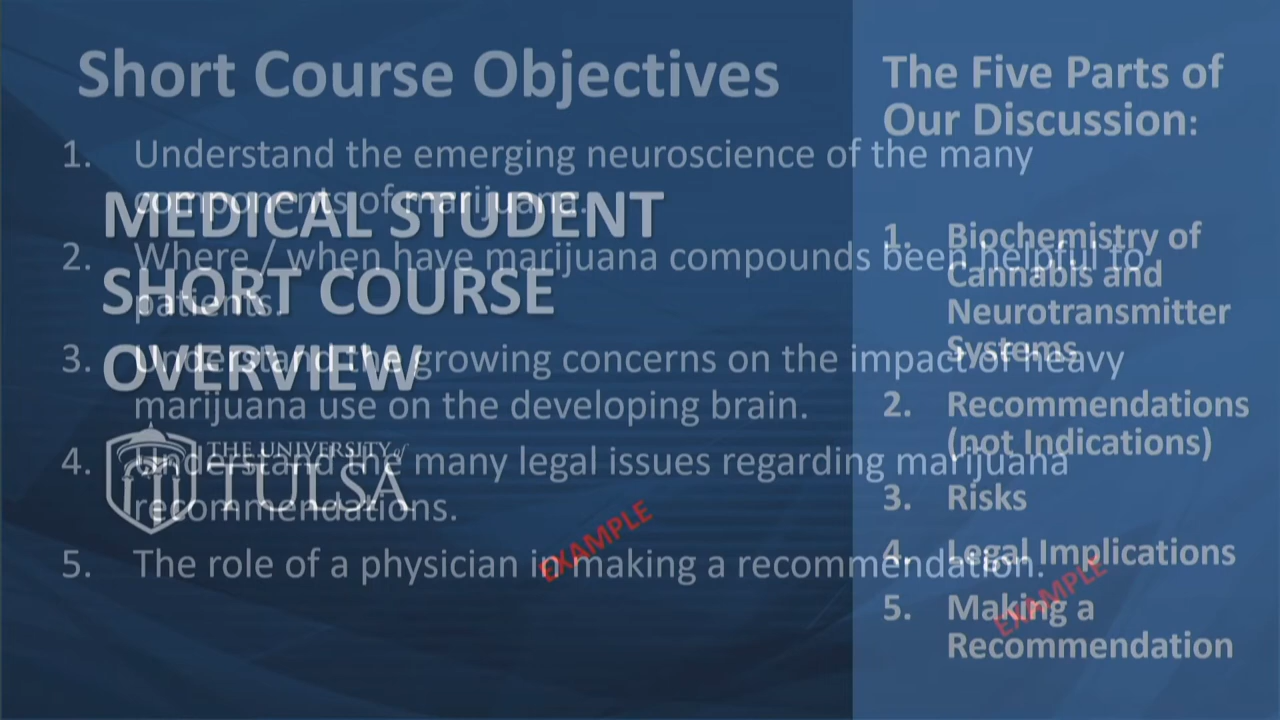 Short Course Objectives
1. Understand the emerging neuroscience of the many
components of marijuana.
2. Where / when have marijuana compounds been helpful to
patients.
3. Understand the growing concerns on the impact of heavy
marijuana use on the developing brain.
4. Understand the many legal issues regarding marijuana
recommendations.
5. The role of a physician in making a recommendation.
EXAMPLE
MEDICAL STUDENT
SHORT COURSE
OVERVIEW
THE UNIVERSITY of
TULSA
The Five Parts of
Our Discussion:
1. Biochemistry of
Cannabis and
Neurotransmitter
Systems
2. Recommendations
(not Indications)
3. Risks
4. Legal Implications
5. Making a
Recommendation
EXAMPLE